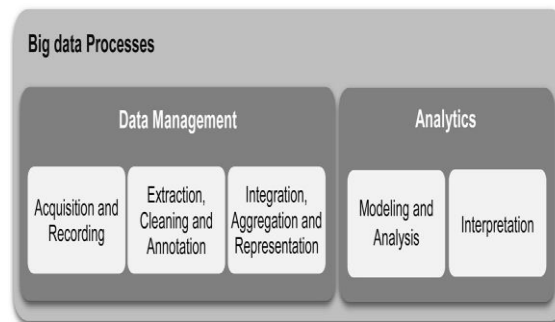 Big data Processes
Data Management
Acquisition and
Recording
Extraction,
Cleaning and
Annotation
Integration,
Aggregation and
Representation
Analytics
Modeling and
Analysis
Interpretation